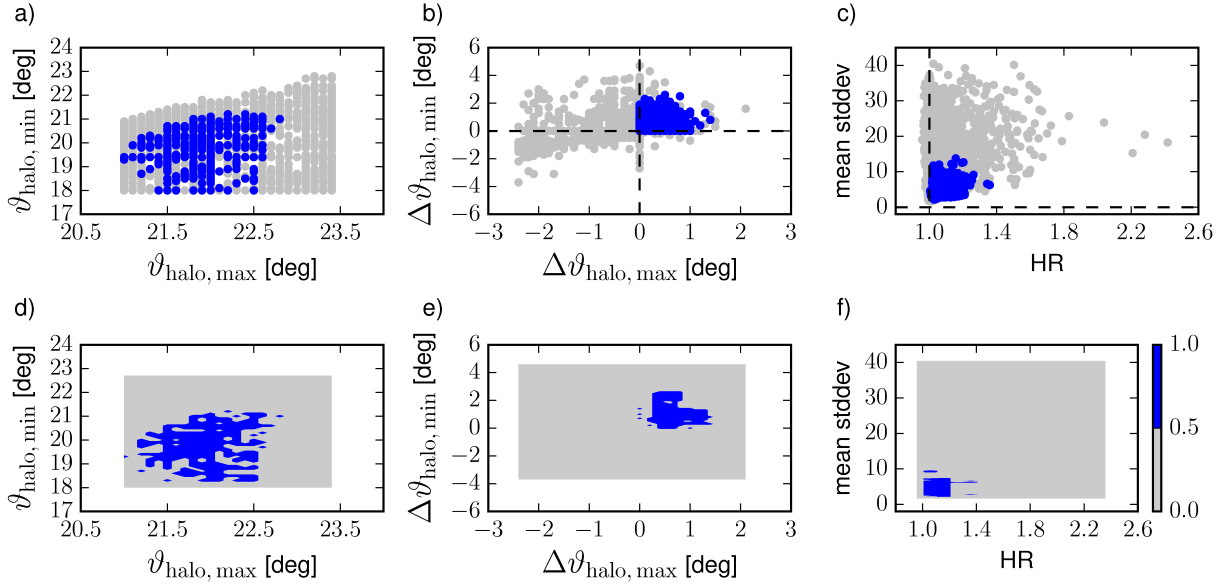 a)
b)
c)
24
23
22
21
20
19
18
17
20.5 21.5 22.5 23.5
ϑhalo, min [deg]
ϑhalo, max [deg]
6
4
2
0
−2
−4
−6
−3 −2 −1 0 1 2 3
Δϑhalo, min [deg]
Δϑhalo, max [deg]
40
30
20
10
0
1.0 1.4 1.8 2.2 2.6
mean stddev
HR
d)
e)
f)
24
23
22
21
20
19
18
17
20.5 21.5 22.5 23.5
ϑhalo, min [deg]
ϑhalo, max [deg]
6
4
2
0
−2
−4
−6
−3 −2 −1 0 1 2 3
Δϑhalo, min [deg]
Δϑhalo, max [deg]
40
30
20
10
0
1.0 1.4 1.8 2.2 2.6
mean stddev
HR
1.0
0.5
0.0